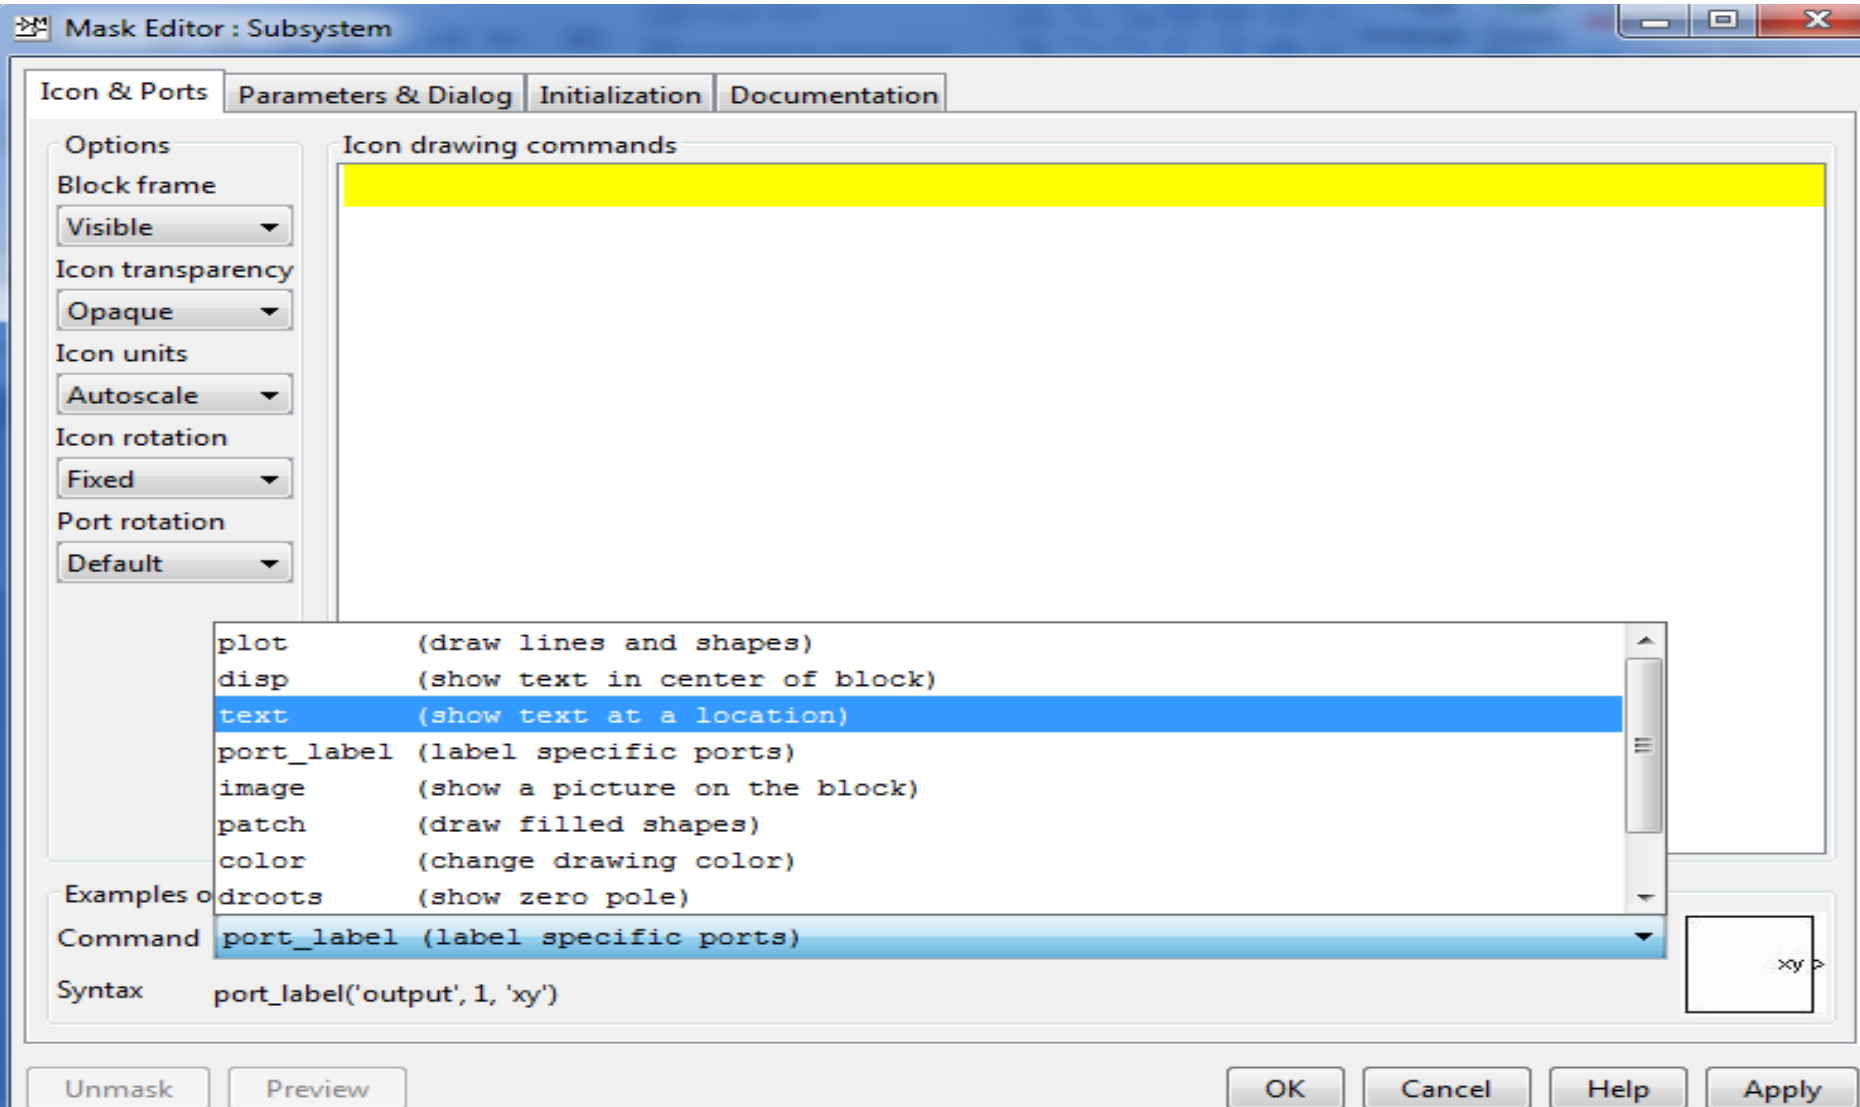 Mask Editor : Subsystem
Icon & Ports Parameters & Dialog Initialization Documentation
Options
Icon drawing commands
Block frame
Visible
Icon transparency
Opaque
Icon units
Autoscale
Icon rotation
Fixed
Port rotation
Default
plot (draw lines and shapes)
disp (show text in center of block)
text (show text at a location)
port_label (label specific ports)
image (show a picture on the block)
patch (draw filled shapes)
color (change drawing color)
droots (show zero pole)
Examples o
Command port_label (label specific ports)
xy >
Syntax port_label('output', 1, 'xy')
Unmask Preview OK Cancel Help Apply